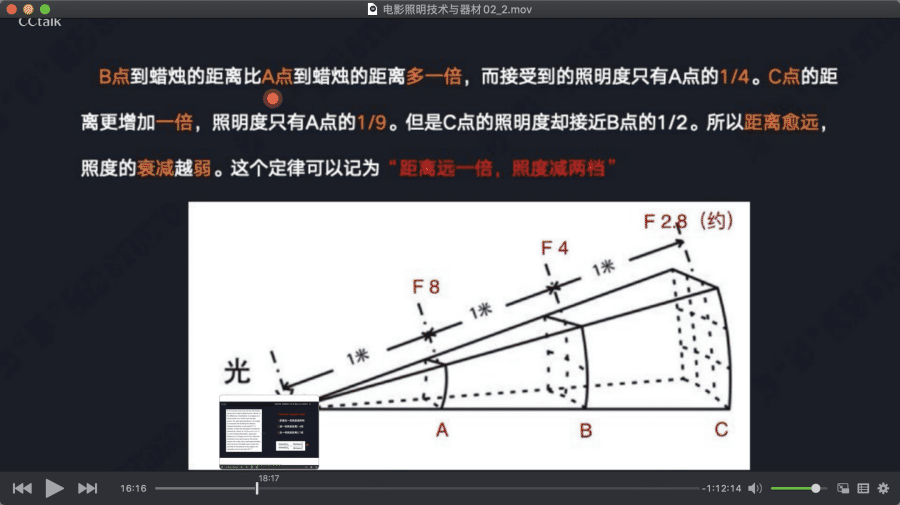 电影照明技术与器材02_2.mov
CCtalk
B点到蜡烛的距离比A点到蜡烛的距离多一倍，而接受到的照明度只有A点的1/4。C点的距
离更增加一倍，照明度只有A点的1/9。但是C点的照明度却接近B点的1/2。所以距离愈远，
照度的衰减越弱。这个定律可以记为“距离远一倍，照度减两档”
F 2.8（约）
F 4
F 8
1米
1米
1米
光
A
B
C
18:17
16:16
-1:12:14